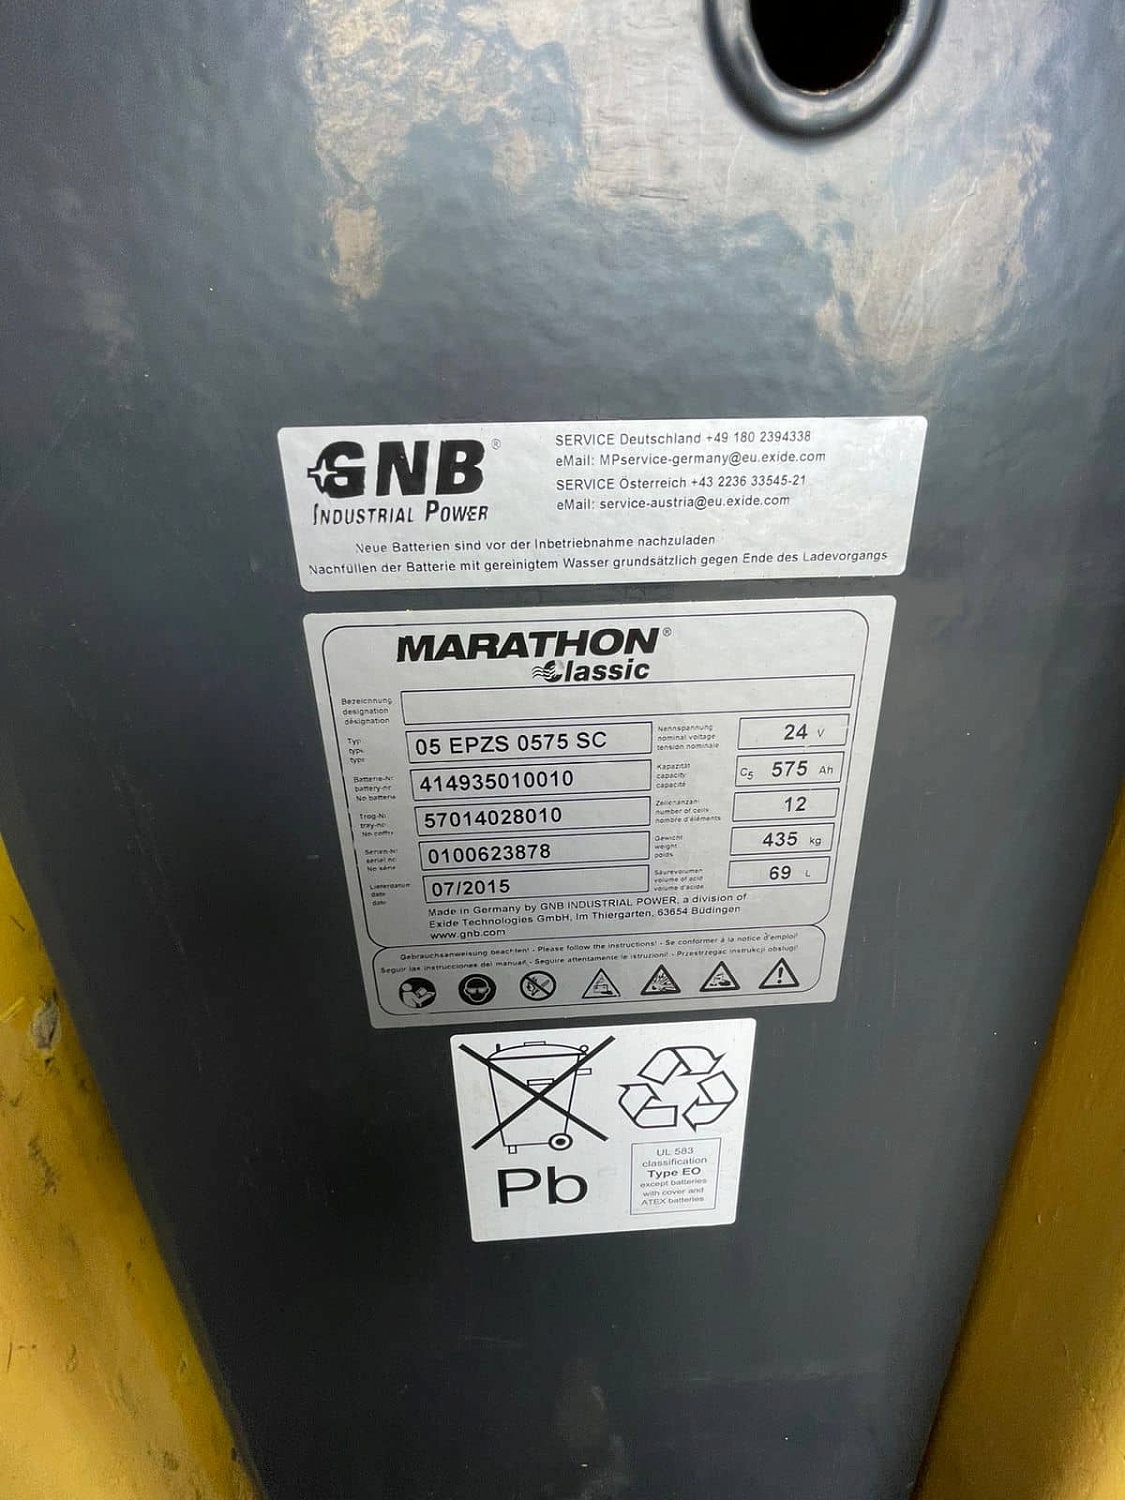 GNB®
INDUSTRIAL POWER
SERVICE Deutschland +49 180 2394338
eMail: MPservice-germany@eu.exide.com
SERVICE Österreich +43 2236 33545-21
eMail: service-austria@eu.exide.com
Neue Batterien sind vor der Inbetriebnahme nachzuladen
Nachfüllen der Batterie mit gereinigtem Wasser grundsätzlich gegen Ende des Ladevorgangs
MARATHON®
Classic
Bezeichnung
designation
désignation
Typ
type
type
05 EPZS 0575 SC
Nennspannung
nominal voltage
tension nominale
24 V
Batterie-Nr
battery-nr
No batterie
414935010010
Kapazität
capacity
capacité
C5 575 Ah
Trog-Nr
tray-nc
No coffre
57014028010
Zellenanzahl
number of cells
nombre d'éléments
12
Serien-Nr
serial no
No série
0100623878
Gewicht
weight
poids
435 kg
Lieferdatum
date
date
07/2015
Säurevolumen
volume of acid
volume d'acide
69 L
Made in Germany by GNB INDUSTRIAL POWER, a division of
Exide Technologies GmbH, Im Thiergarten, 63654 Büdingen
www.gnb.com
Gebrauchsanweisung beachten! - Please follow the instructions! - Se conformer à la notice d'emploi!
Seguir las instrucciones del manual, - Seguire attentamente le istruzioni! - Przestrzegac instrukcji obslugi!
Pb
UL 583
classification
Type EO
except batteries
with cover and
ATEX batteries